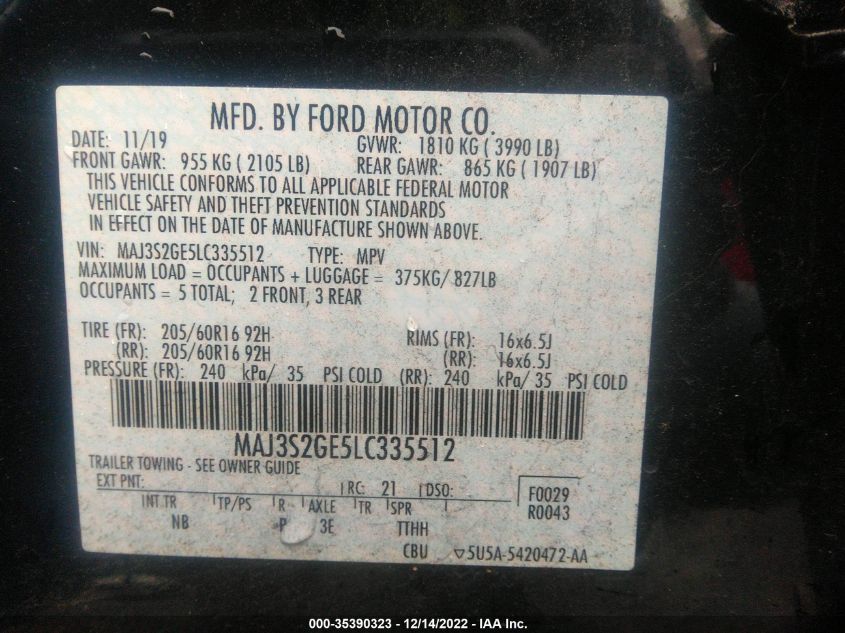 MFD. BY FORD MOTOR CO.
DATE: 11/19 GVWR: 1810 KG ( 3990 LB)
FRONT GAWR: 955 KG ( 2105 LB) REAR GAWR: 865 KG ( 1907 LB)
THIS VEHICLE CONFORMS TO ALL APPLICABLE FEDERAL MOTOR
VEHICLE SAFETY AND THEFT PREVENTION STANDARDS
IN EFFECT ON THE DATE OF MANUFACTURE SHOWN ABOVE.
VIN: MAJ3S2GE5LC335512 TYPE: MPV
MAXIMUM LOAD = OCCUPANTS + LUGGAGE = 375KG/ 827LB
OCCUPANTS = 5 TOTAL; 2 FRONT, 3 REAR
TIRE (FR): 205/60R16 92H RIMS (FR): 16x6.5J
(RR): 205/60R16 92H (RR): 16x6.5J
PRESSURE (FR): 240 kPa/ 35 PSI COLD (RR): 240 kPa/ 35 PSI COLD
MAJ3S2GE5LC335512
TRAILER TOWING - SEE OWNER GUIDE
EXT PNT: RC: 21 DSO: F0029
INT TR TP/PS R AXLE TR SPR R0043
NB P 3E TTHH
CBU ▽5U5A-5420472-AA
000-35390323 - 12/14/2022 - IAA Inc.